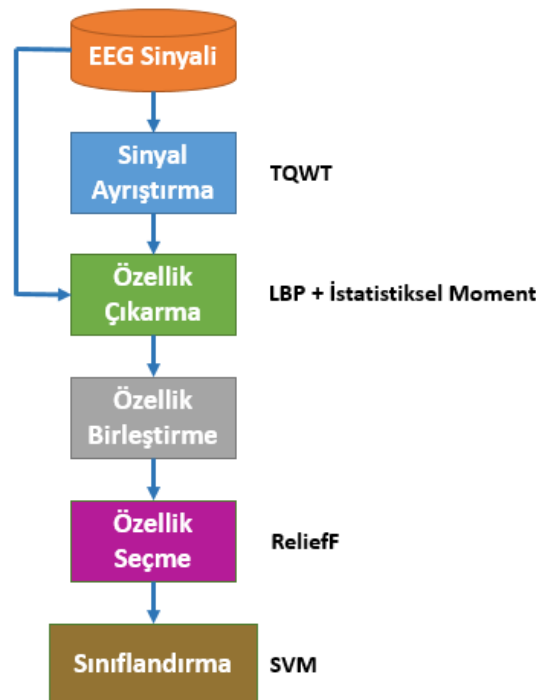 EEG Sinyali
Sinyal
Ayrıştırma
TQWT
Özellik
Çıkarma
LBP + İstatistiksel Moment
Özellik
Birleştirme
Özellik
Seçme
ReliefF
Sınıflandırma
SVM